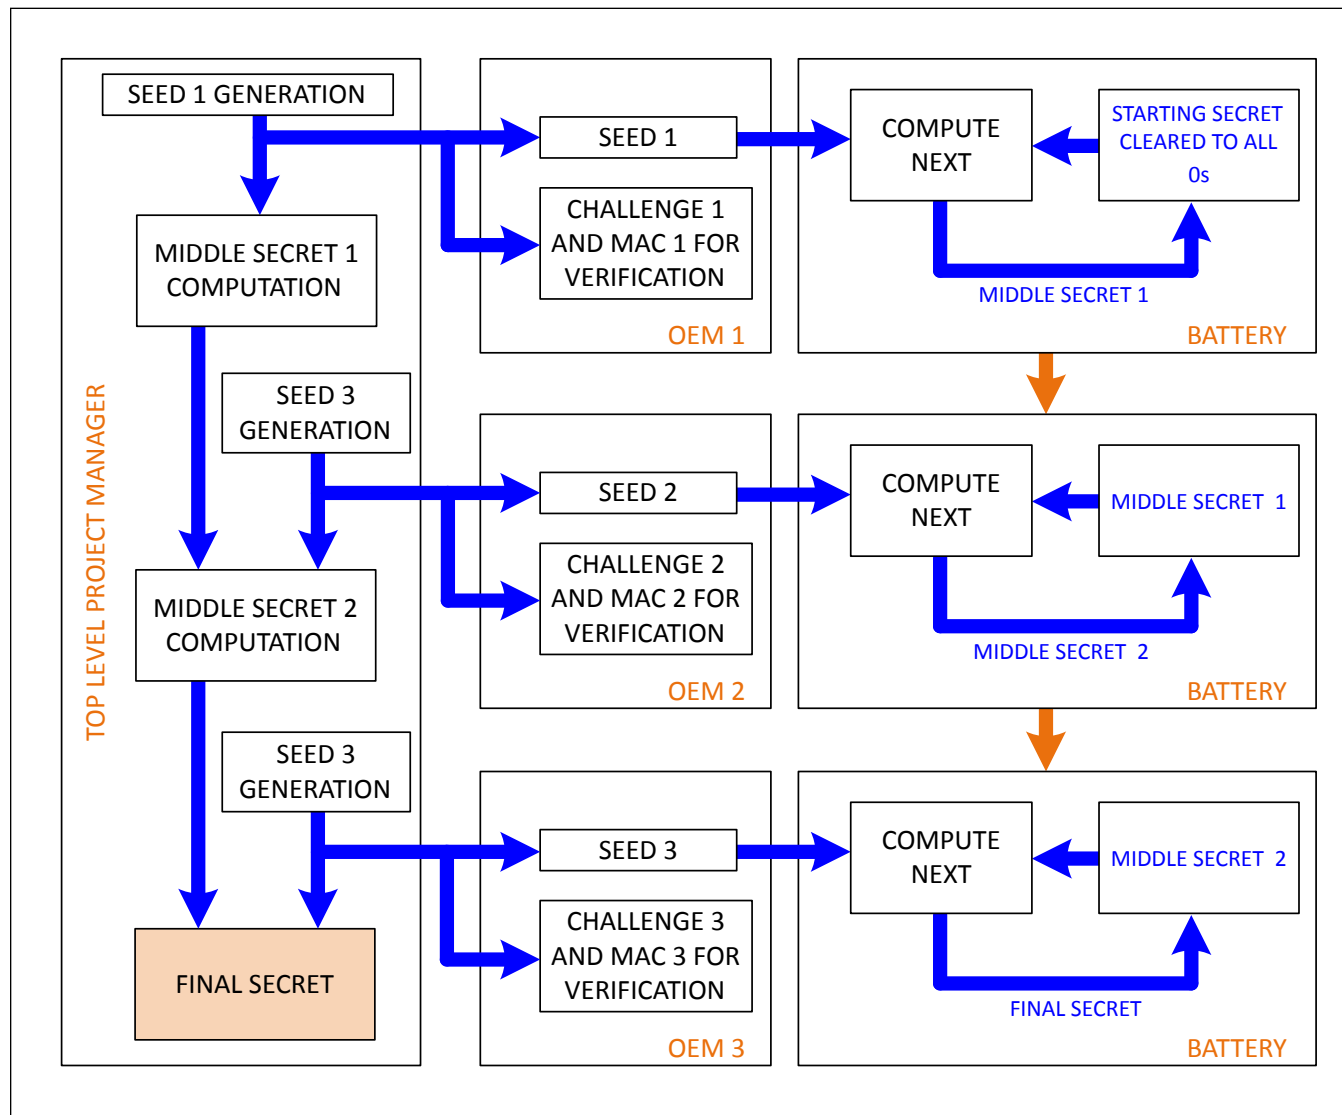 SEED 1 GENERATION
MIDDLE SECRET 1
COMPUTATION
SEED 3
GENERATION
MIDDLE SECRET 2
COMPUTATION
SEED 3
GENERATION
FINAL SECRET
TOP LEVEL PROJECT MANAGER
SEED 1
CHALLENGE 1
AND MAC 1 FOR
VERIFICATION
OEM 1
COMPUTE
NEXT
STARTING SECRET
CLEARED TO ALL
0s
MIDDLE SECRET 1
BATTERY
SEED 2
CHALLENGE 2
AND MAC 2 FOR
VERIFICATION
OEM 2
COMPUTE
NEXT
MIDDLE SECRET 1
MIDDLE SECRET 2
BATTERY
SEED 3
CHALLENGE 3
AND MAC 3 FOR
VERIFICATION
OEM 3
COMPUTE
NEXT
MIDDLE SECRET 2
FINAL SECRET
BATTERY